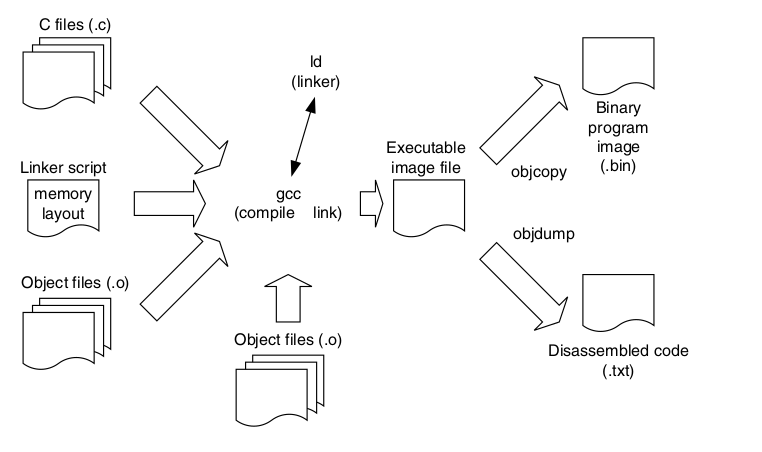 C files (.c)
ld
(linker)
Binary
program
image
(.bin)
Executable
image file
objcopy
Linker script
memory
layout
gcc
(compile link)
objdump
Object files (.o)
Object files (.o)
Disassembled code
(.txt)